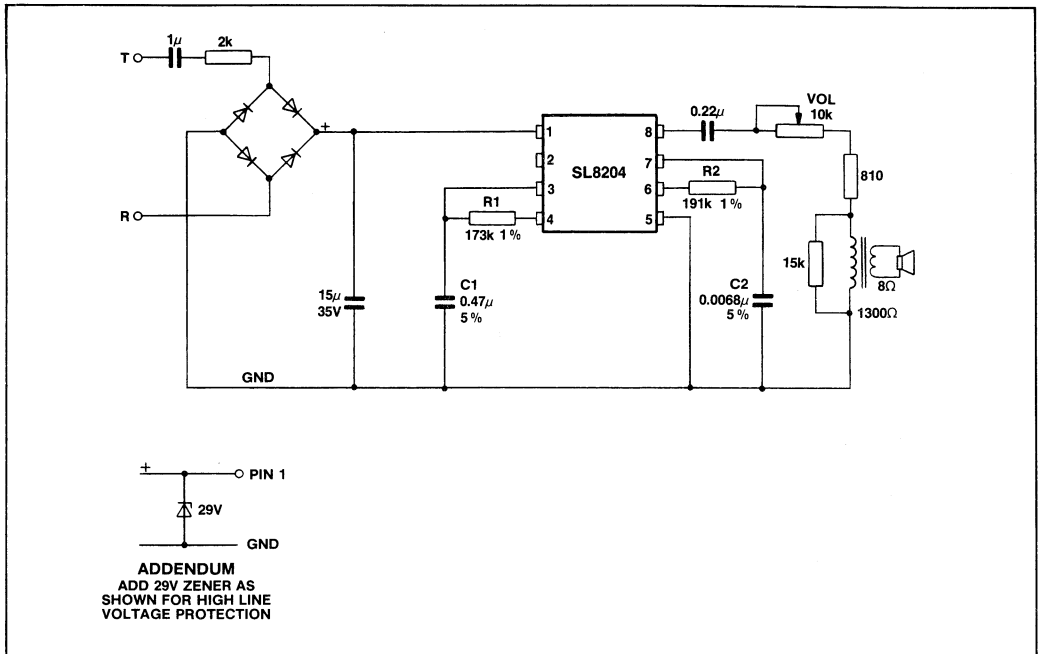 1μ
2k
T
R
+
1
2
3
4
SL8204
8
7
6
5
0.22μ
VOL
10k
R2
191k 1%
R1
173k 1%
810
15k
8Ω
1300Ω
15μ
35V
C1
0.47μ
5%
C2
0.0068μ
5%
GND
+
PIN 1
29V
GND
ADDENDUM
ADD 29V ZENER AS
SHOWN FOR HIGH LINE
VOLTAGE PROTECTION